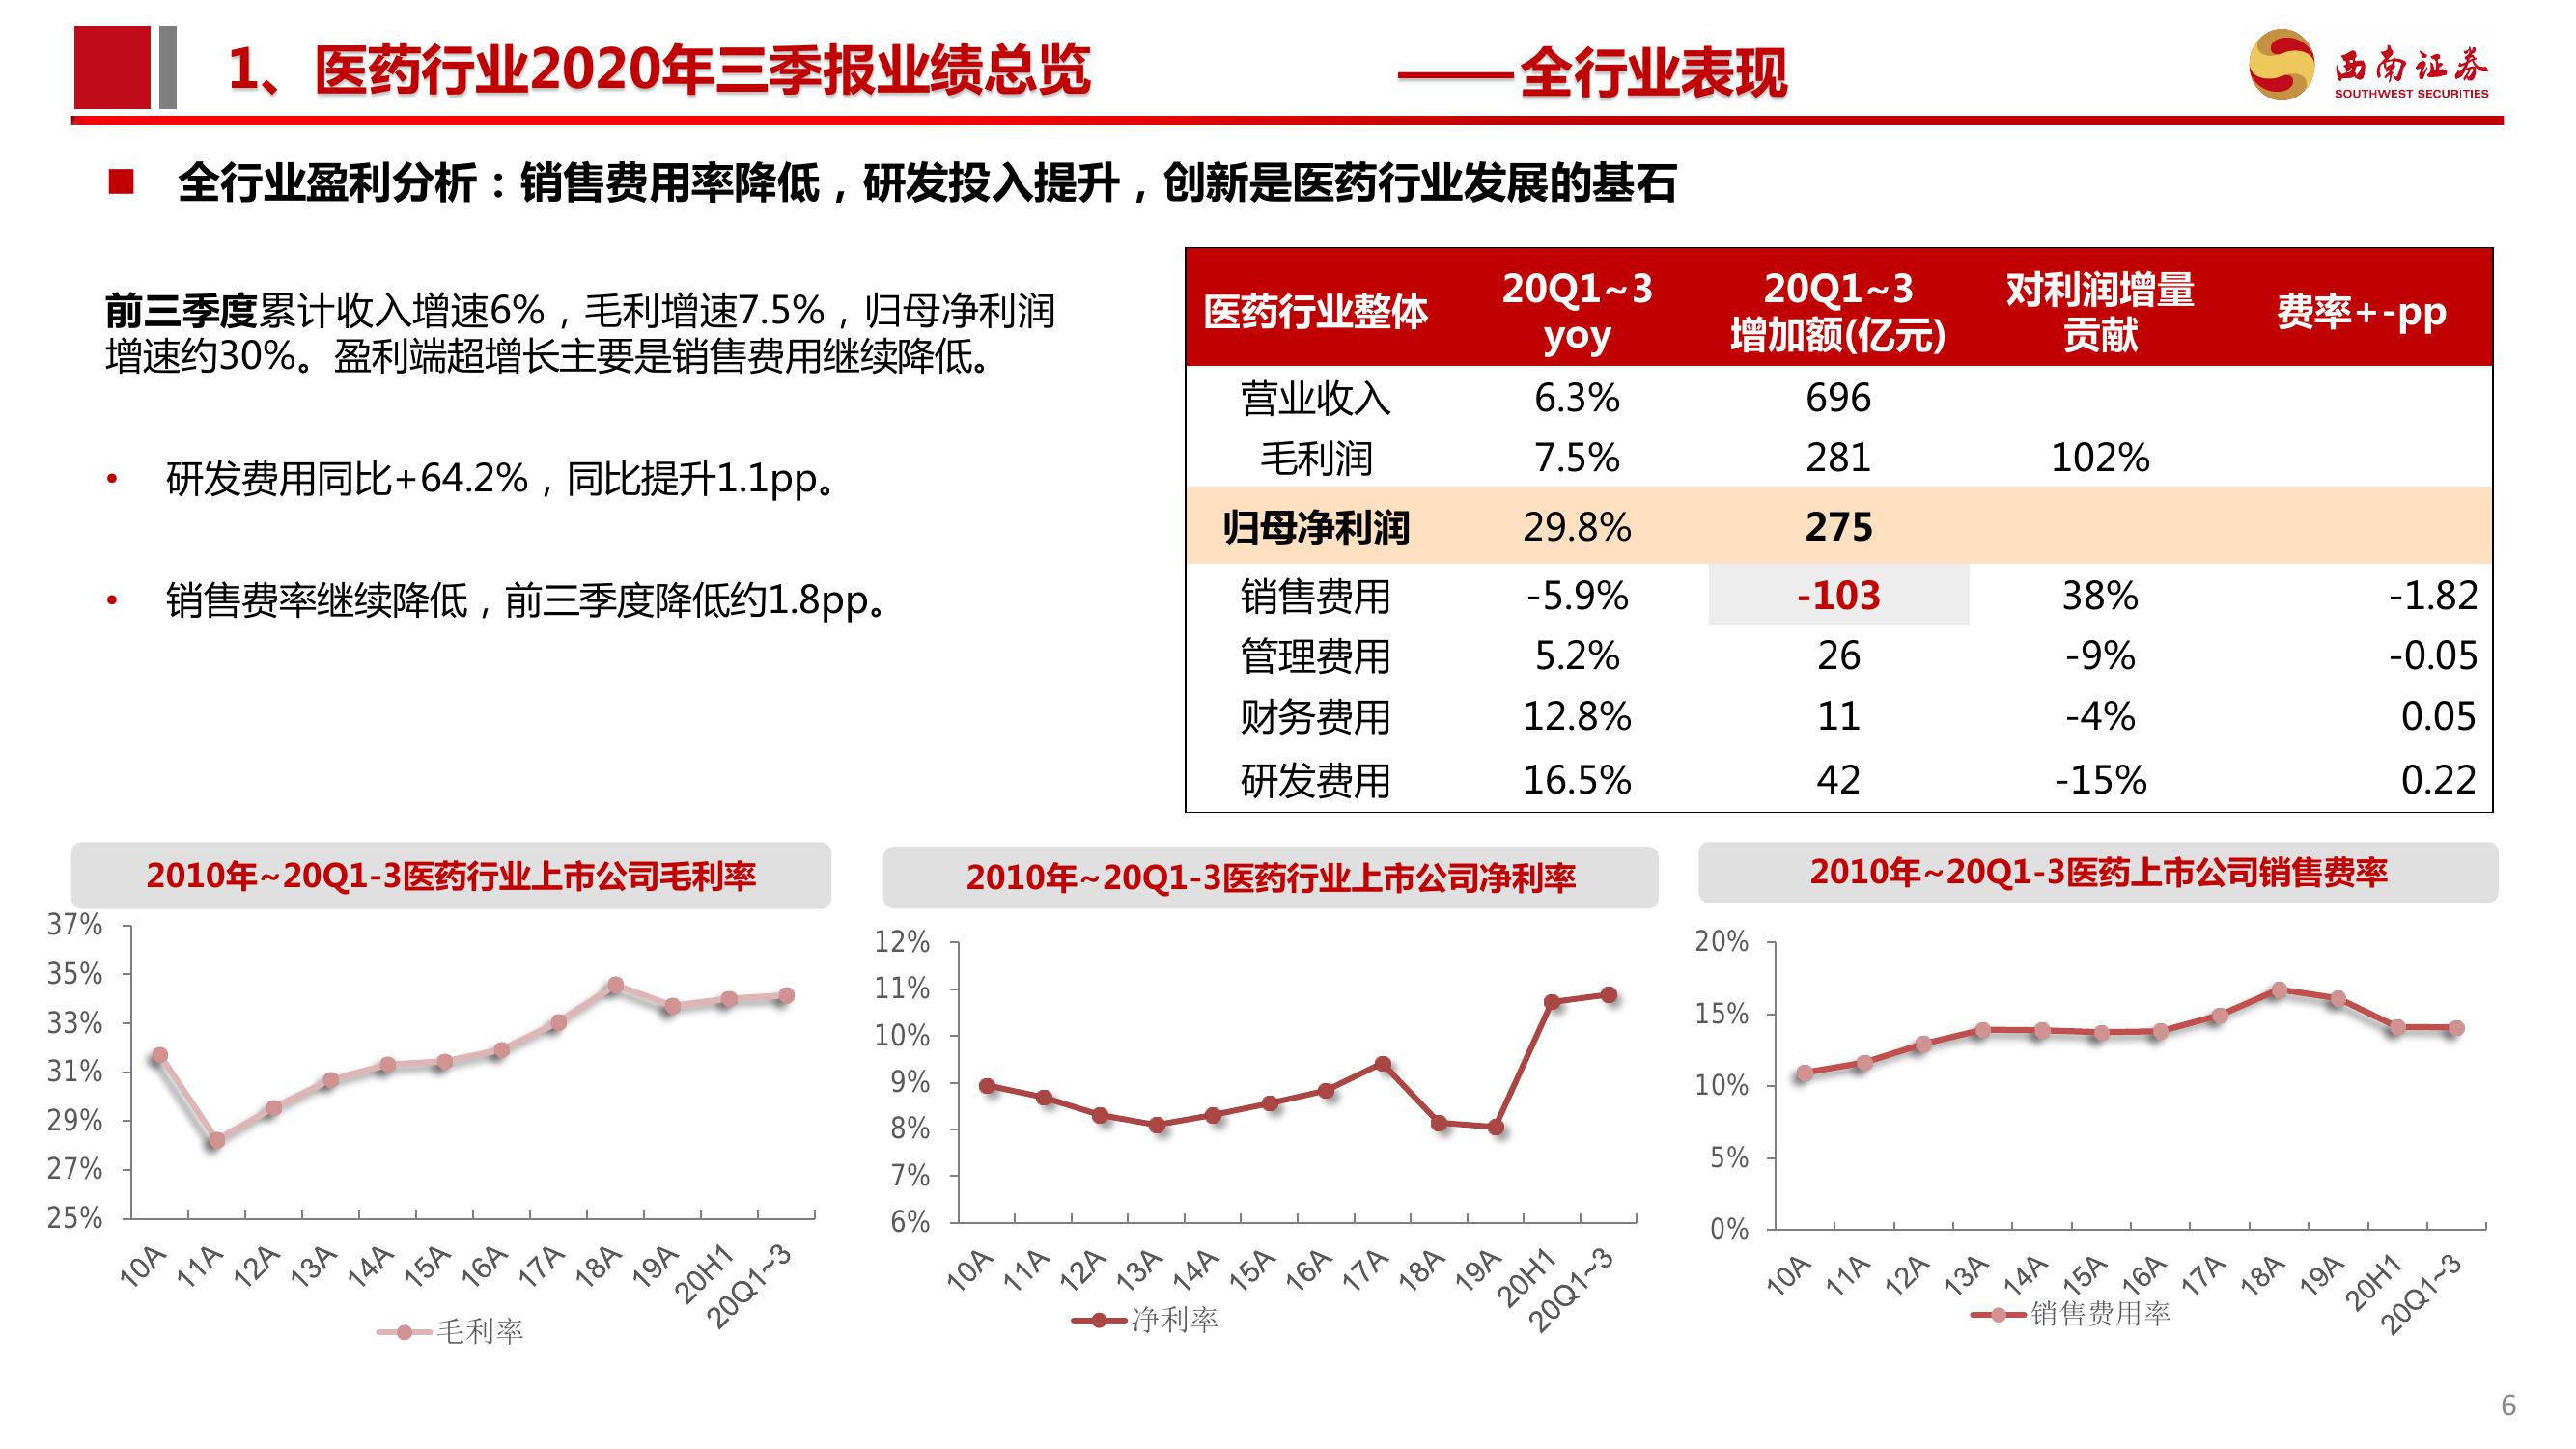 1、医药行业2020年三季报业绩总览 ——全行业表现
西南证券
SOUTHWEST SECURITIES
■ 全行业盈利分析：销售费用率降低，研发投入提升，创新是医药行业发展的基石
前三季度累计收入增速6%，毛利增速7.5%，归母净利润
增速约30%。盈利端超增长主要是销售费用继续降低。
• 研发费用同比+64.2%，同比提升1.1pp。
• 销售费率继续降低，前三季度降低约1.8pp。
医药行业整体 20Q1~3 yoy 20Q1~3 增加额(亿元) 对利润增量贡献 费率+-pp
营业收入 6.3% 696
毛利润 7.5% 281 102%
归母净利润 29.8% 275
销售费用 -5.9% -103 38% -1.82
管理费用 5.2% 26 -9% -0.05
财务费用 12.8% 11 -4% 0.05
研发费用 16.5% 42 -15% 0.22
2010年~20Q1-3医药行业上市公司毛利率
37%
35%
33%
31%
29%
27%
25%
10A 11A 12A 13A 14A 15A 16A 17A 18A 19A 20H1 20Q1~3
毛利率
2010年~20Q1-3医药行业上市公司净利率
12%
11%
10%
9%
8%
7%
6%
10A 11A 12A 13A 14A 15A 16A 17A 18A 19A 20H1 20Q1~3
净利率
2010年~20Q1-3医药上市公司销售费率
20%
15%
10%
5%
0%
10A 11A 12A 13A 14A 15A 16A 17A 18A 19A 20H1 20Q1~3
销售费用率
6